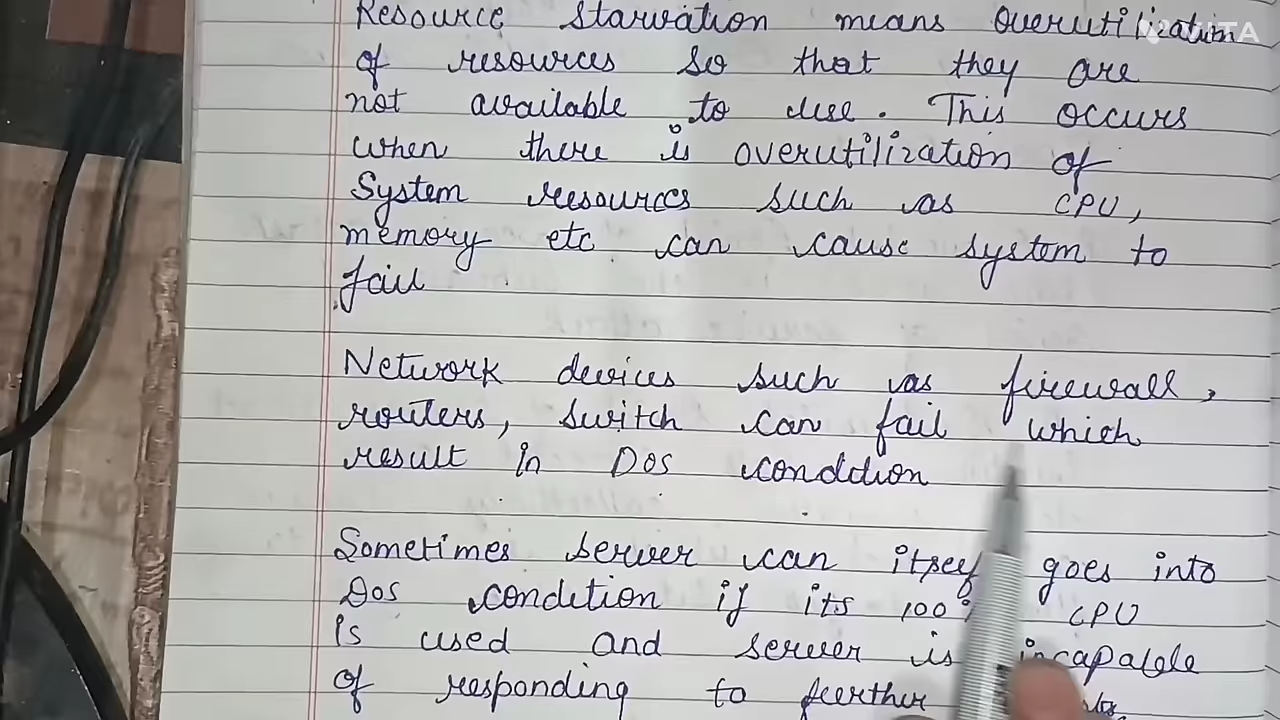 Resource starvation means overutilization
of resources so that they are
not available to use. This occurs
when there is overutilization of
System resources such as CPU,
memory etc can cause system to
fail
Network devices such as firewall,
routers, switch can fail which
result in DOS condition
Sometimes server can itself goes into
DOS condition if its 100% CPU
is used and server is incapable
of responding to further